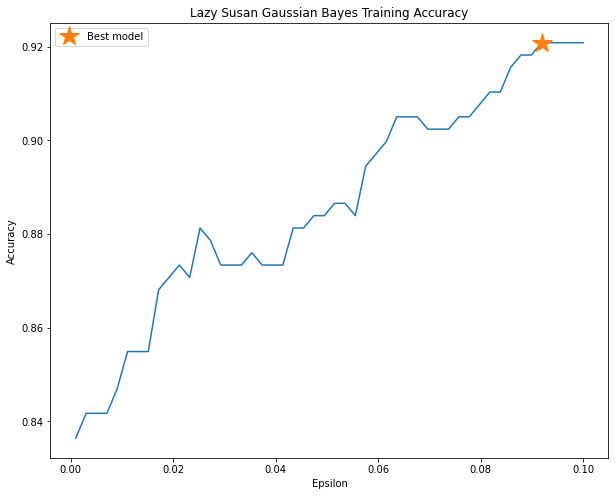 Lazy Susan Gaussian Bayes Training Accuracy
Best model
0.92
0.90
0.88
0.86
0.84
Accuracy
0.00 0.02 0.04 0.06 0.08 0.10
Epsilon